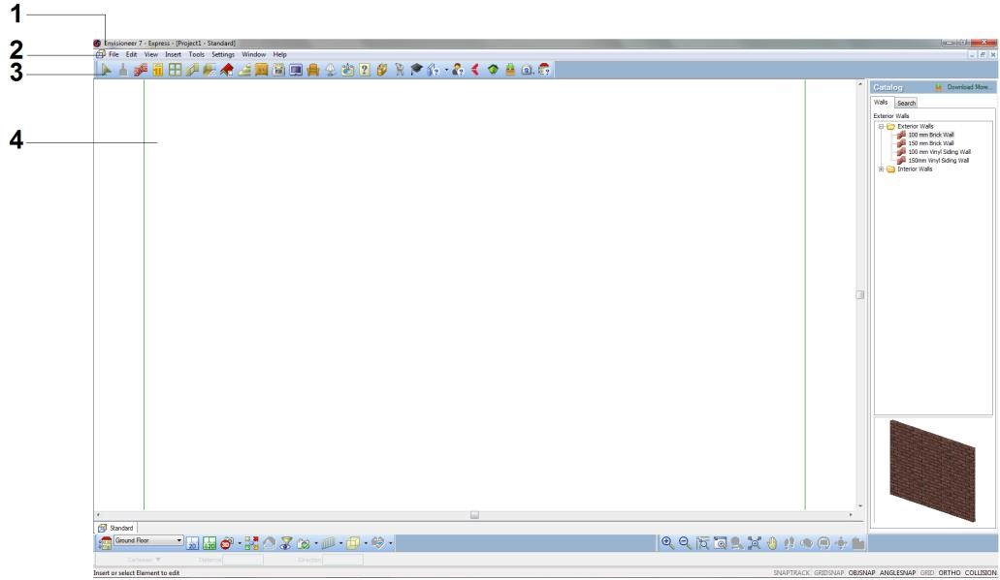 1
Envisioneer 7 - Express - [Project1 - Standard]
2
File Edit View Insert Tools Settings Window Help
3
Catalog Download More...
Walls Search
Exterior Walls
Exterior Walls
100 mm Brick Wall
150 mm Brick Wall
100 mm Vinyl Siding Wall
150mm Vinyl Siding Wall
Interior Walls
4
Standard
Ground Floor 2D 2D 3D
Cartesian Distance Direction
Insert or select Element to edit SNAPTRACK GRIDSNAP OBJSNAP ANGLESNAP GRID ORTHO COLLISION